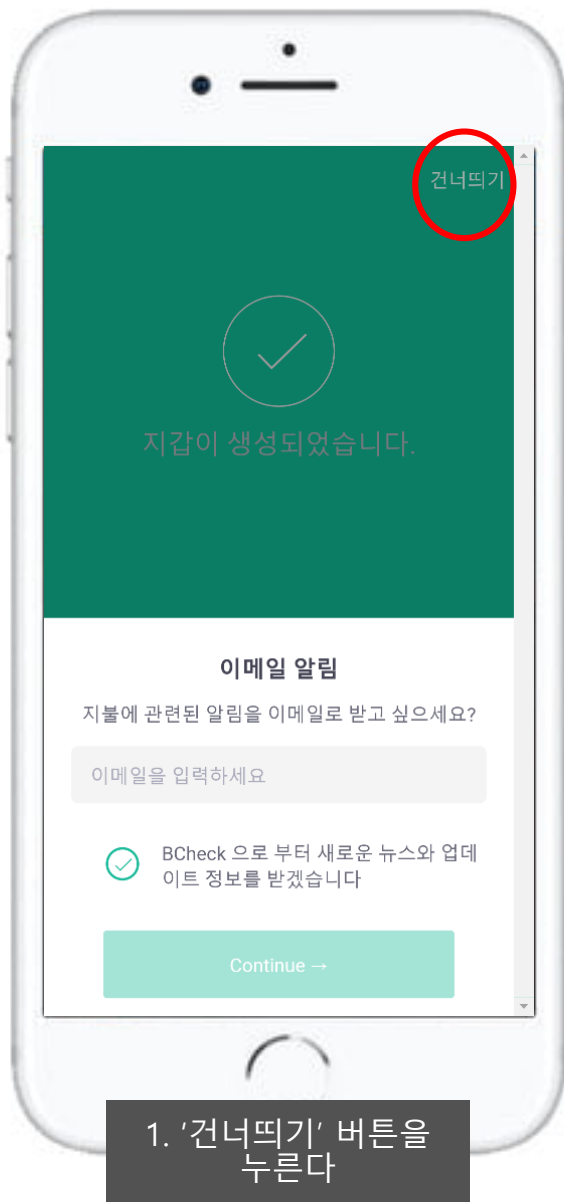 건너띄기
지갑이 생성되었습니다.
이메일 알림
지불에 관련된 알림을 이메일로 받고 싶으세요?
이메일을 입력하세요
BCheck 으로 부터 새로운 뉴스와 업데
이트 정보를 받겠습니다
Continue →
1. ‘건너띄기’ 버튼을
누른다